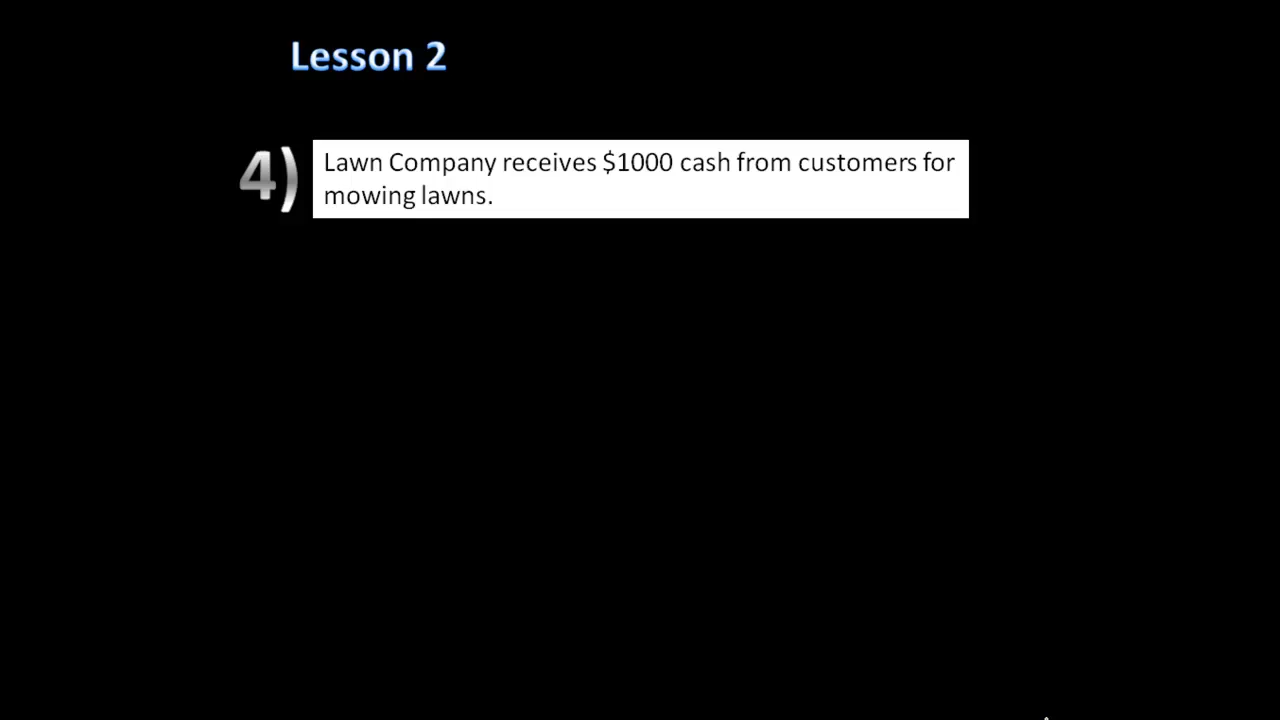 Lesson 2
4)
Lawn Company receives $1000 cash from customers for
mowing lawns.